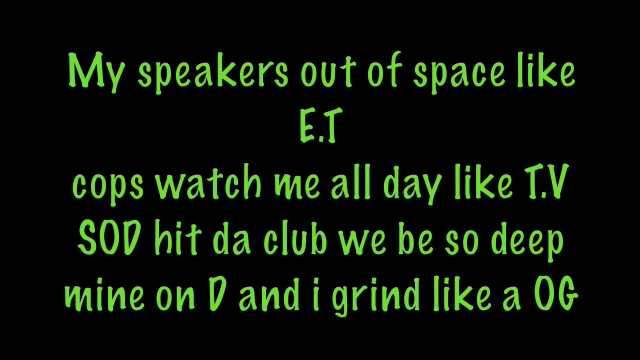 My speakers out of space like
E.T
cops watch me all day like T.V
SOD hit da club we be so deep
mine on D and i grind like a OG